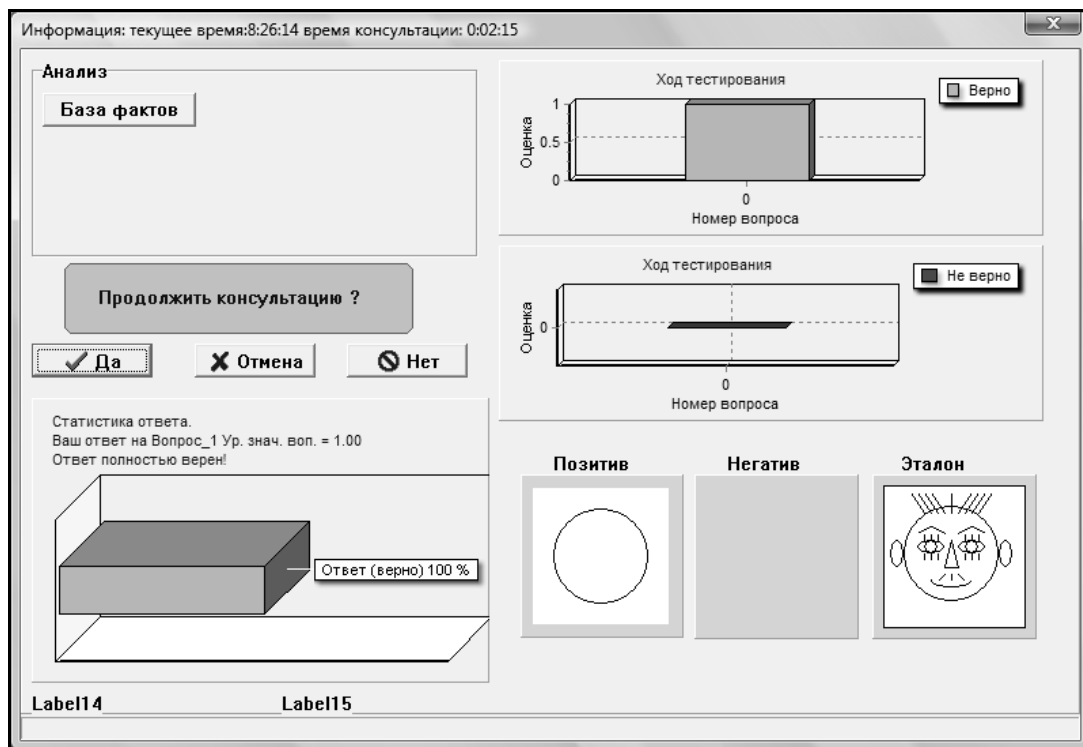 Информация: текущее время:8:26:14 время консультации: 0:02:15
X
Анализ
База фактов
Продолжить консультацию ?
Да
Отмена
Нет
Статистика ответа.
Ваш ответ на Вопрос_1 Ур. знач. воп. = 1.00
Ответ полностью верен!
Ответ (верно) 100 %
Label14
Label15
Ход тестирования
Верно
Оценка
1
0.5
0
0
Номер вопроса
Ход тестирования
Не верно
Оценка
0
0
Номер вопроса
Позитив
Негатив
Эталон